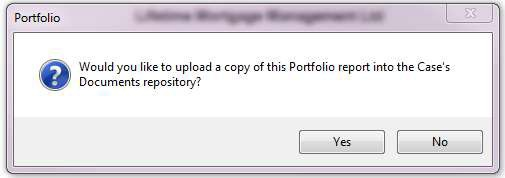 Portfolio
Would you like to upload a copy of this Portfolio report into the Case's
Documents repository?
Yes
No